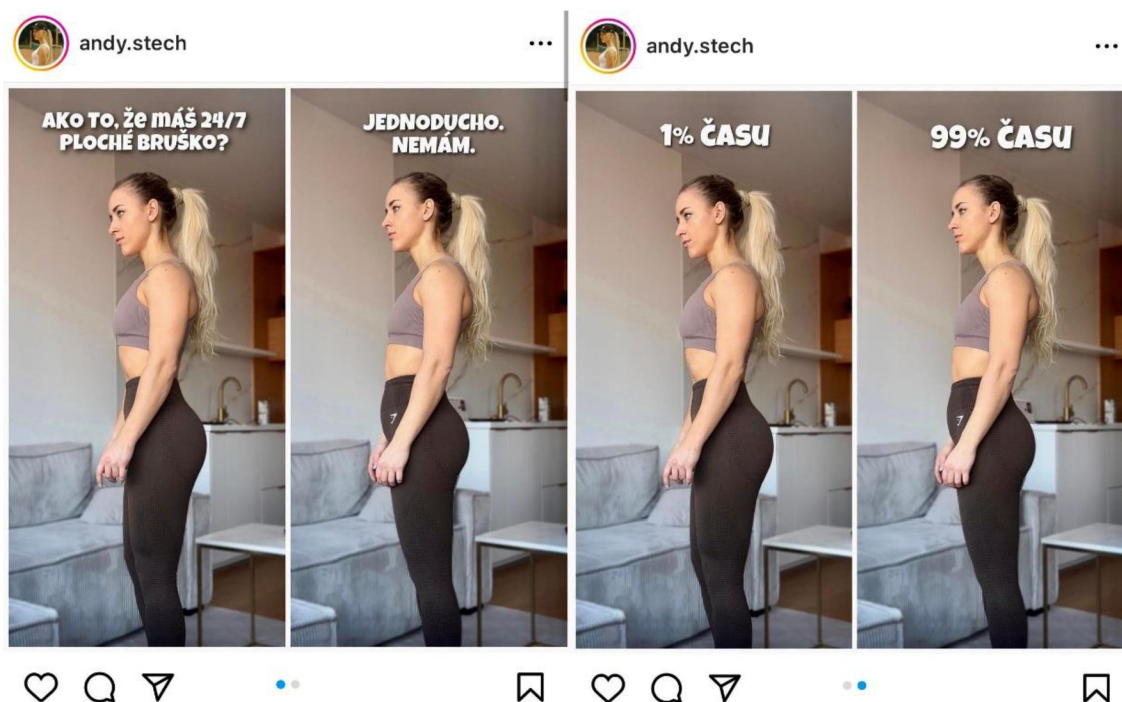 andy.stech
AKO TO, že máš 24/7
PLOCHÉ BRUŠKO?
JEDNODUCHO.
NEMÁM.
andy.stech
1% ČASU
99% ČASU